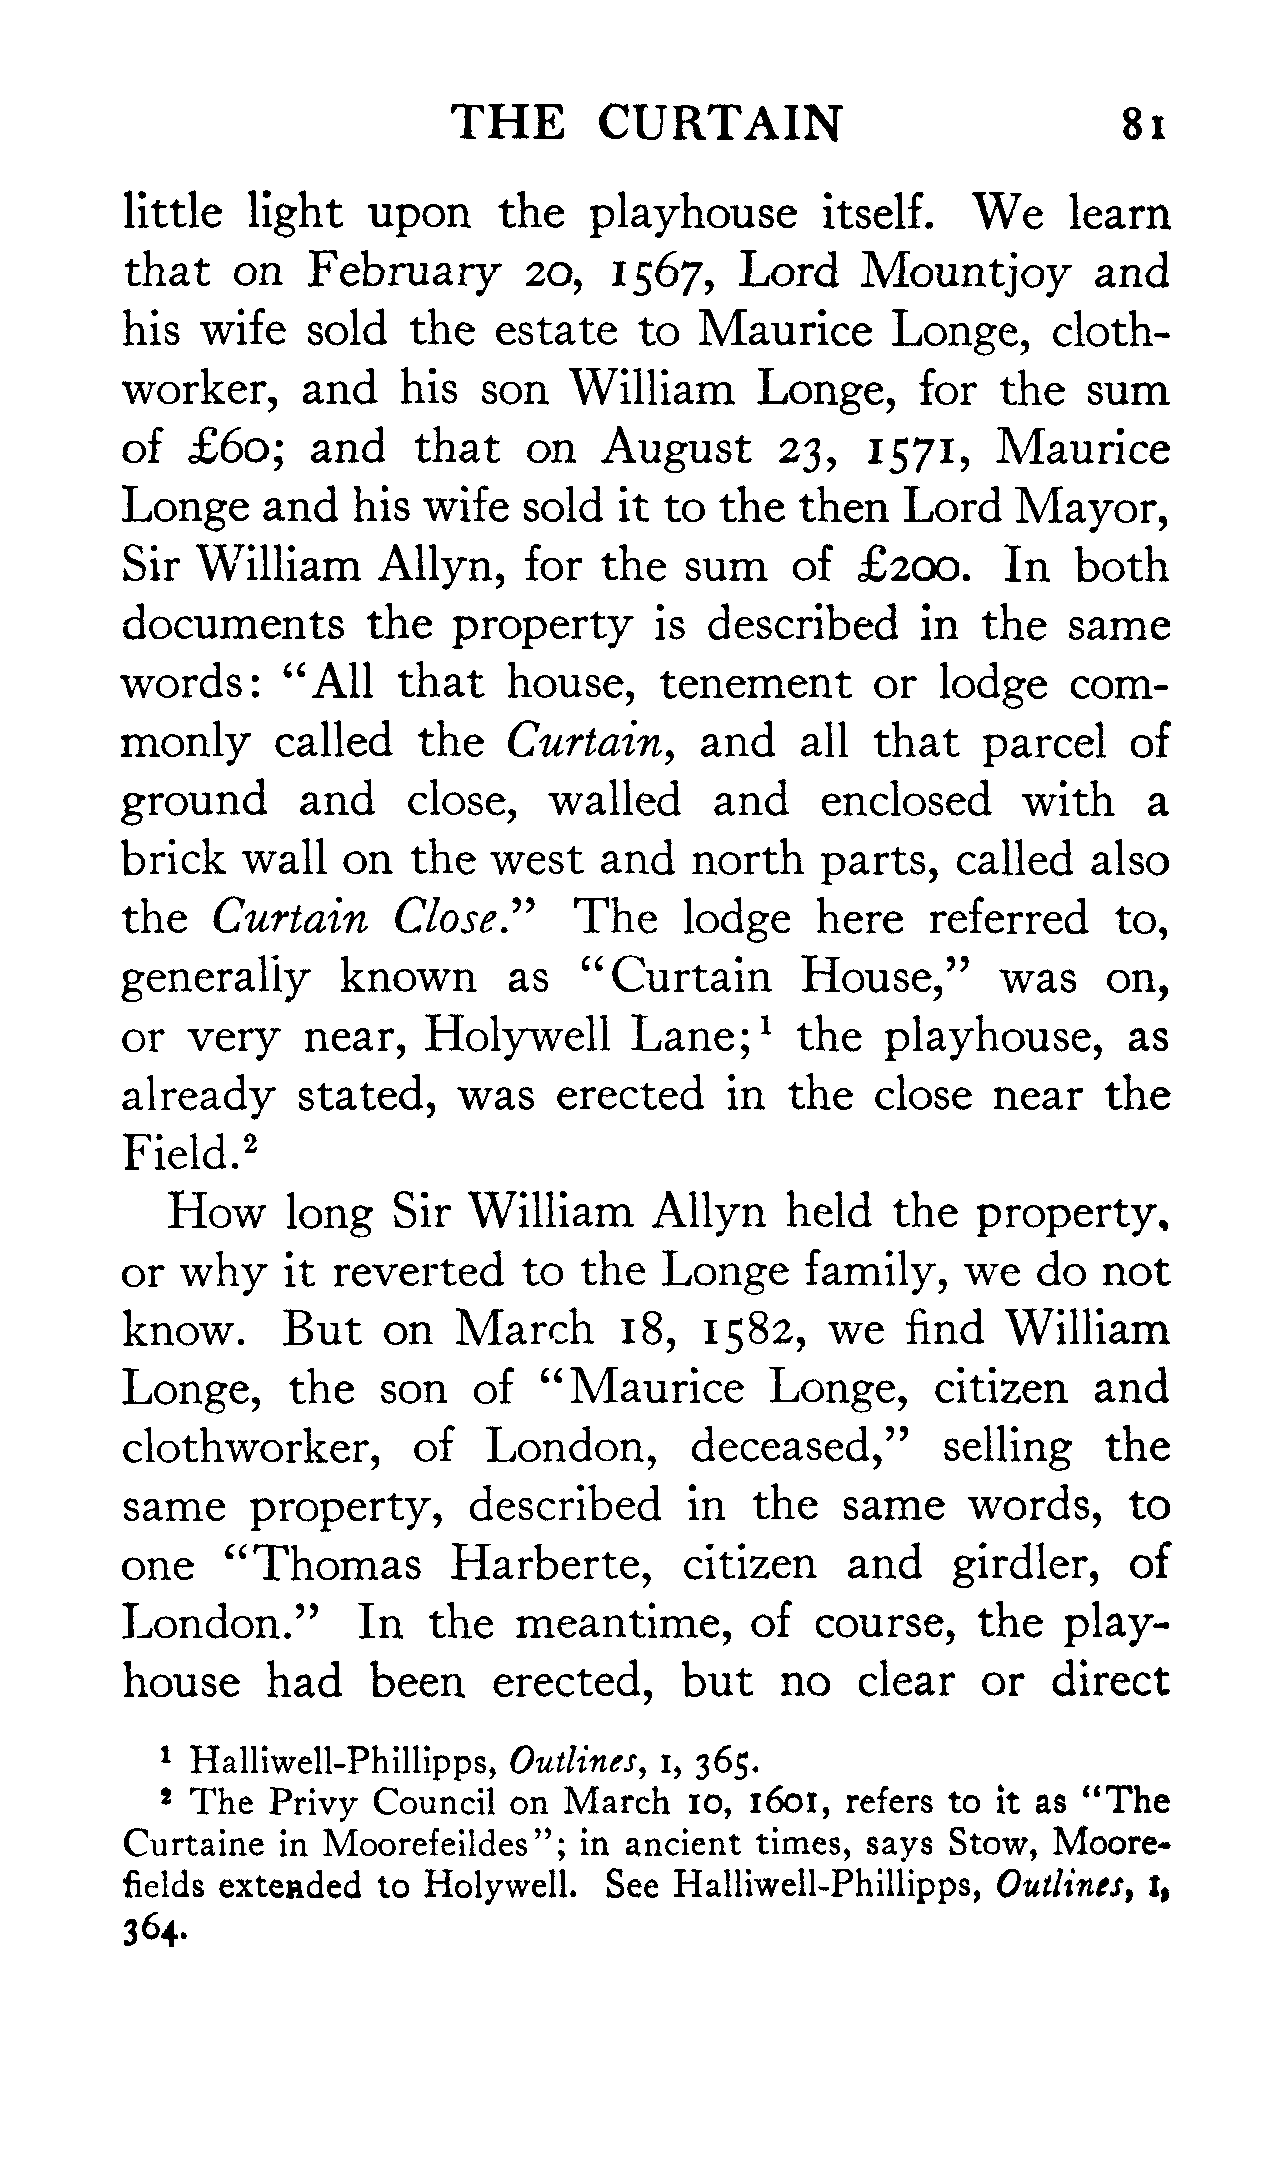 THE CURTAIN 81
little light upon the playhouse itself. We learn
that on February 20, 1567, Lord Mountjoy and
his wife sold the estate to Maurice Longe, cloth-
worker, and his son William Longe, for the sum
of £60; and that on August 23, 1571, Maurice
Longe and his wife sold it to the then Lord Mayor,
Sir William Allyn, for the sum of £200. In both
documents the property is described in the same
words: “All that house, tenement or lodge com-
monly called the Curtain, and all that parcel of
ground and close, walled and enclosed with a
brick wall on the west and north parts, called also
the Curtain Close.” The lodge here referred to,
generally known as “Curtain House,” was on,
or very near, Holywell Lane;¹ the playhouse, as
already stated, was erected in the close near the
Field.²
How long Sir William Allyn held the property,
or why it reverted to the Longe family, we do not
know. But on March 18, 1582, we find William
Longe, the son of “Maurice Longe, citizen and
clothworker, of London, deceased,” selling the
same property, described in the same words, to
one “Thomas Harberte, citizen and girdler, of
London.” In the meantime, of course, the play-
house had been erected, but no clear or direct
¹ Halliwell-Phillipps, Outlines, I, 365.
² The Privy Council on March 10, 1601, refers to it as “The
Curtaine in Moorefeildes”; in ancient times, says Stow, Moore-
fields extended to Holywell. See Halliwell-Phillipps, Outlines, I,
364.